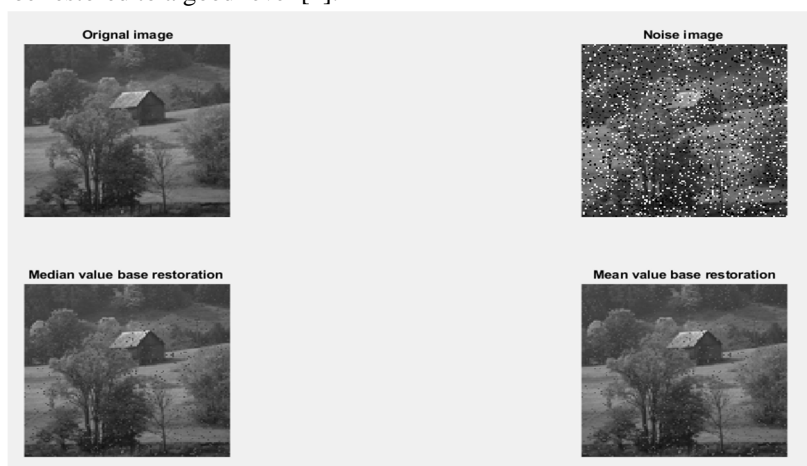 Orignal image
Noise image
Median value base restoration
Mean value base restoration